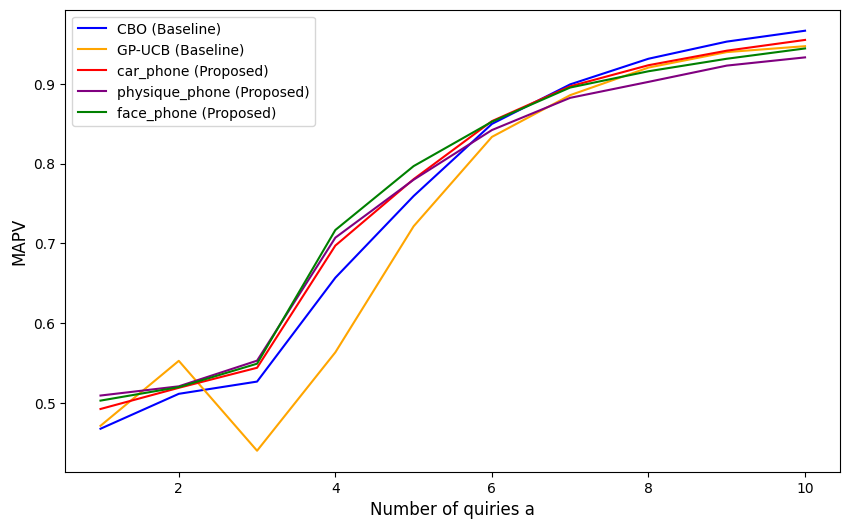 CBO (Baseline)
GP-UCB (Baseline)
car_phone (Proposed)
physique_phone (Proposed)
face_phone (Proposed)
0.9
0.8
0.7
0.6
0.5
MAPV
2 4 6 8 10
Number of quiries a